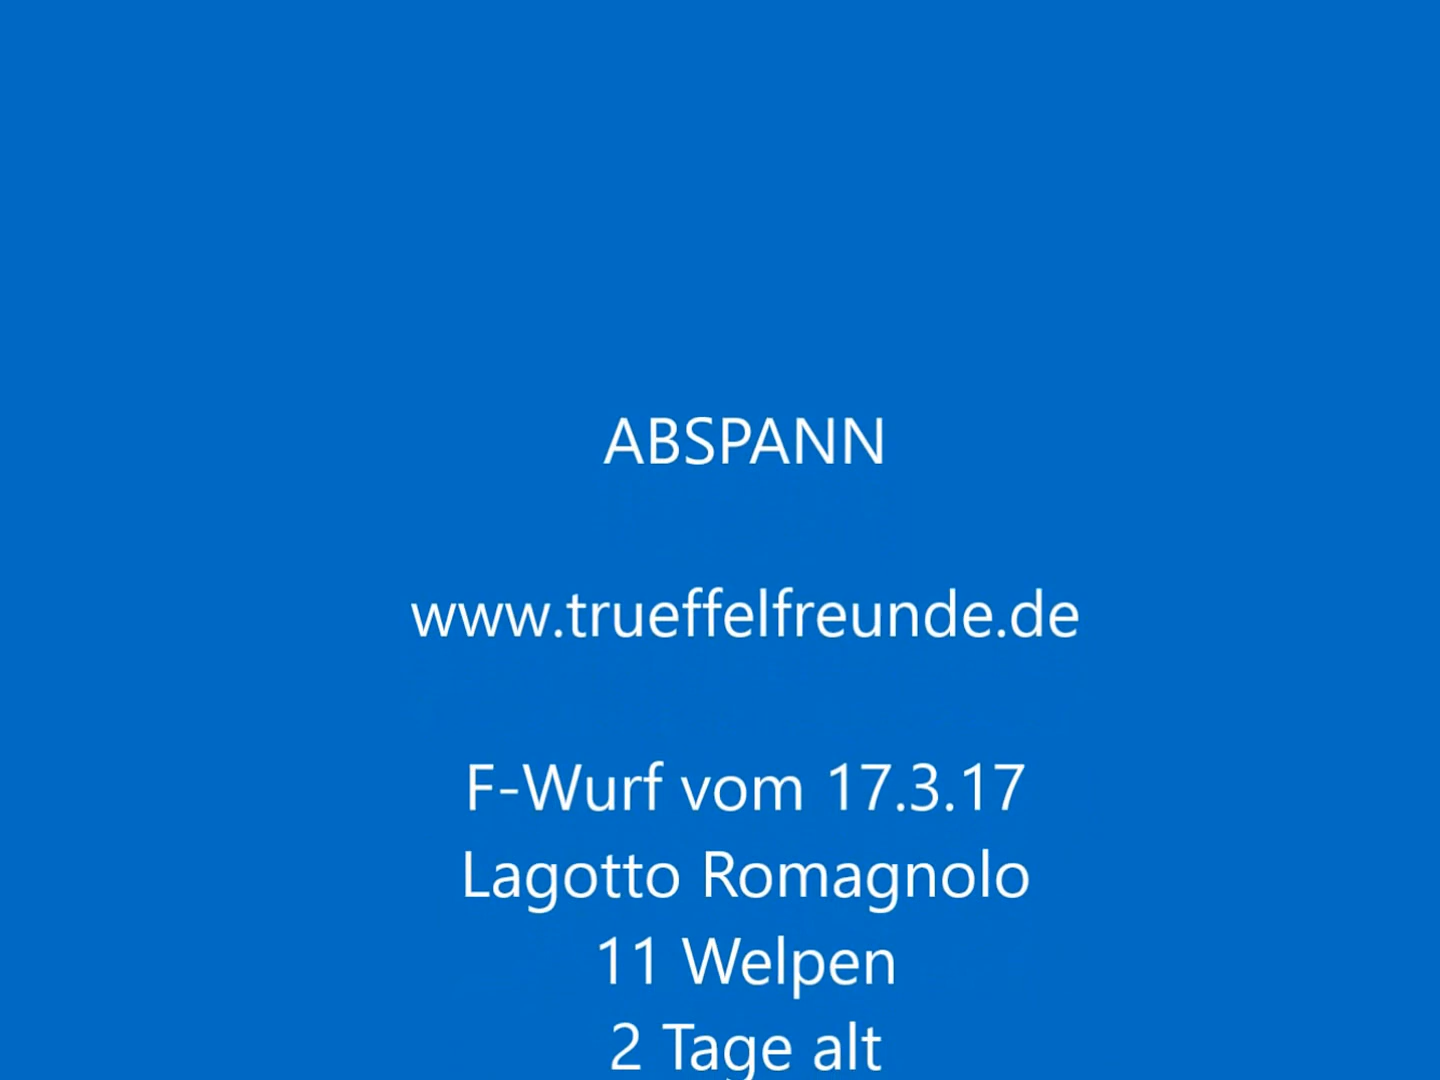 ABSPANN
www.trueffelfreunde.de
F-Wurf vom 17.3.17
Lagotto Romagnolo
11 Welpen
2 Tage alt